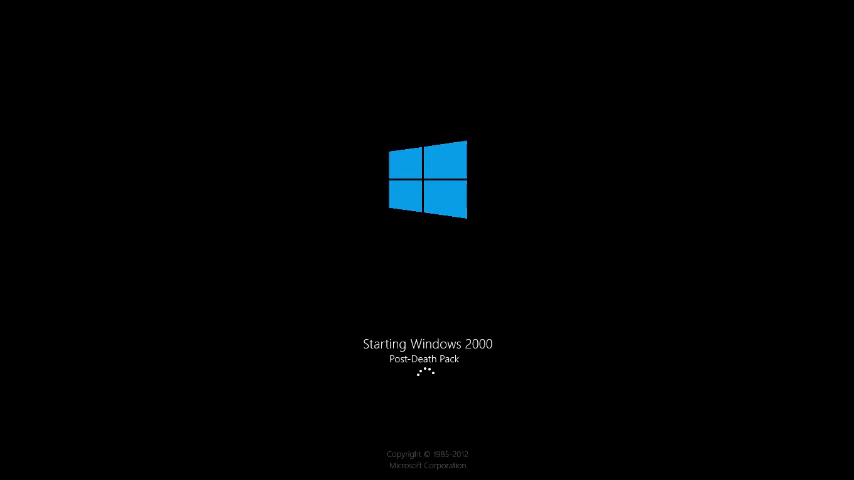 Starting Windows 2000
Post-Death Pack
Copyright © 1985-2012
Microsoft Corporation